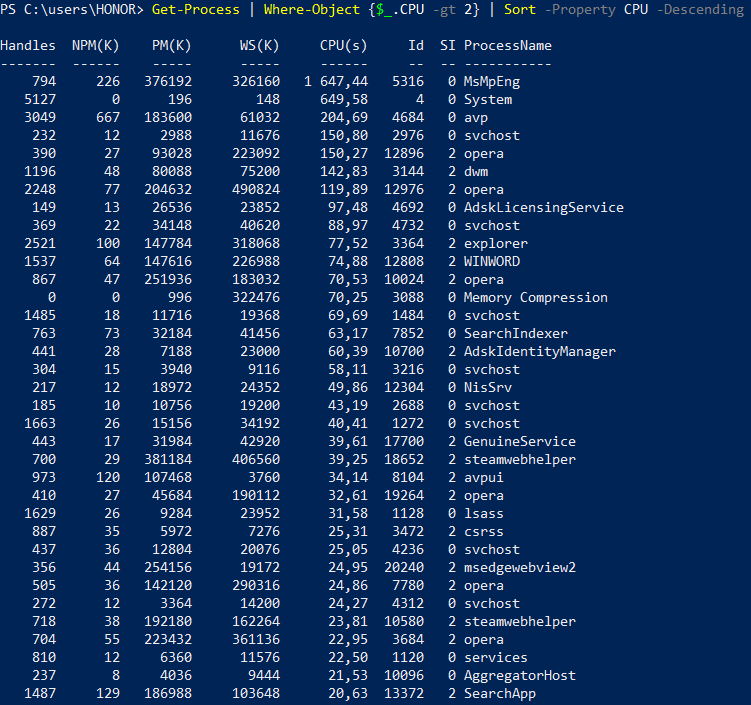 PS C:\users\HONOR> Get-Process | Where-Object {$_.CPU -gt 2} | Sort -Property CPU -Descending
Handles NPM(K) PM(K) WS(K) CPU(s) Id SI ProcessName
------- ------ ----- ----- ------ -- -- -----------
794 226 376192 326160 1 647,44 5316 0 MsMpEng
5127 0 196 148 649,58 4 0 System
3049 667 183600 61032 204,69 4684 0 avp
232 12 2988 11676 150,80 2976 0 svchost
390 27 93028 223092 150,27 12896 2 opera
1196 48 80088 75200 142,83 3144 2 dwm
2248 77 204632 490824 119,89 12976 2 opera
149 13 26536 23852 97,48 4692 0 AdskLicensingService
369 22 34148 40620 88,97 4732 0 svchost
2521 100 147784 318068 77,52 3364 2 explorer
1537 64 147616 226988 74,88 12808 2 WINWORD
867 47 251936 183032 70,53 10024 2 opera
0 0 996 322476 70,25 3088 0 Memory Compression
1485 18 11716 19368 69,69 1484 0 svchost
763 73 32184 41456 63,17 7852 0 SearchIndexer
441 28 7188 23000 60,39 10700 2 AdskIdentityManager
304 15 3940 9116 58,11 3216 0 svchost
217 12 18972 24352 49,86 12304 0 NisSrv
185 10 10756 19200 43,19 2688 0 svchost
1663 26 15156 34192 40,41 1272 0 svchost
443 17 31984 42920 39,61 17700 2 GenuineService
700 29 381184 406560 39,25 18652 2 steamwebhelper
973 120 107468 3760 34,14 8104 2 avpui
410 27 45684 190112 32,61 19264 2 opera
1629 26 9284 23952 31,58 1128 0 lsass
887 35 5972 7276 25,31 3472 2 csrss
437 36 12804 20076 25,05 4236 0 svchost
356 44 254156 19172 24,95 20240 2 msedgewebview2
505 36 142120 290316 24,86 7780 2 opera
272 12 3364 14200 24,27 4312 0 svchost
718 38 192180 162264 23,81 10580 2 steamwebhelper
704 55 223432 361136 22,95 3684 2 opera
810 12 6360 11576 22,50 1120 0 services
237 8 4036 9444 21,53 10096 0 AggregatorHost
1487 129 186988 103648 20,63 13372 2 SearchApp